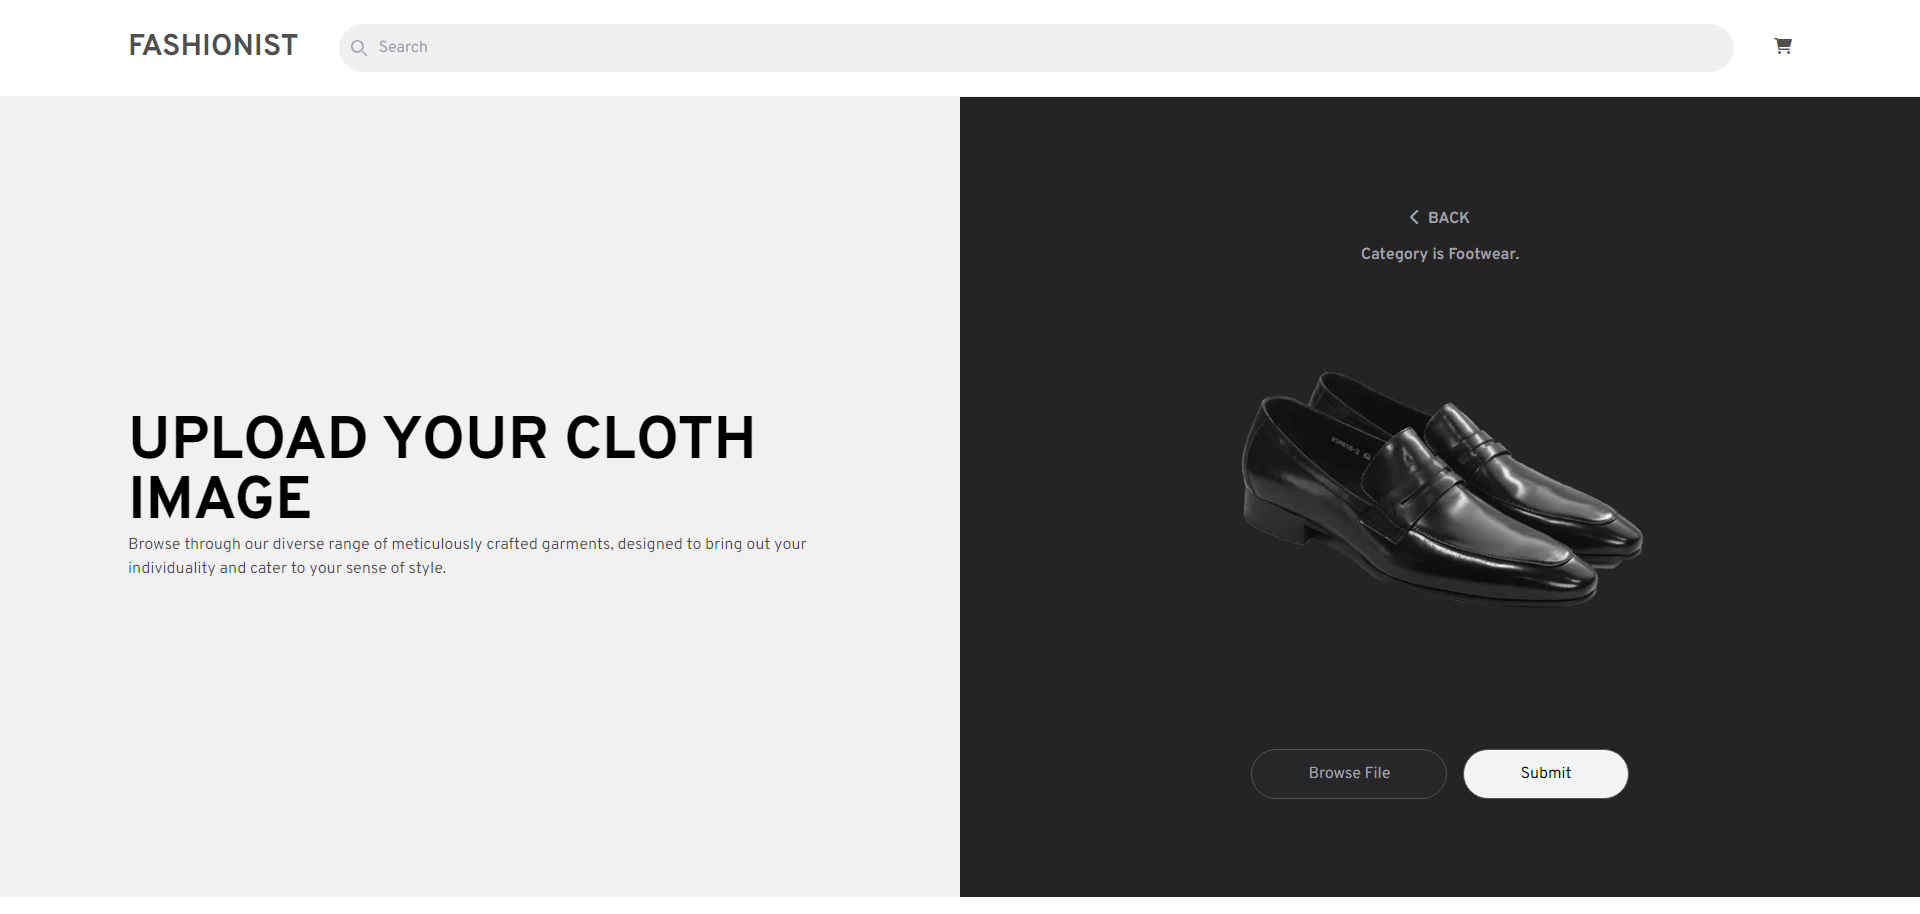 FASHIONIST
Search
UPLOAD YOUR CLOTH
IMAGE
Browse through our diverse range of meticulously crafted garments, designed to bring out your
individuality and cater to your sense of style.
BACK
Category is Footwear.
Browse File
Submit